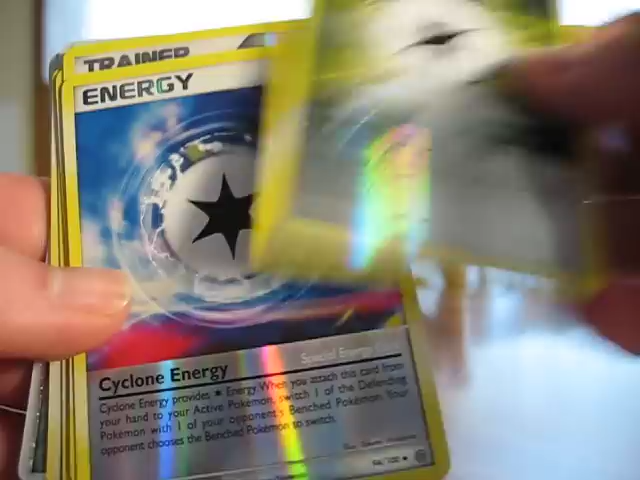 TRAINER
ENERGY
Special Energy
Cyclone Energy
Cyclone Energy provides Energy. When you attach this card from
your hand to your Active Pokémon, switch 1 of the Defending
Pokémon with 1 of your opponent's Benched Pokémon. Your
opponent chooses the Benched Pokémon to switch.
94/100